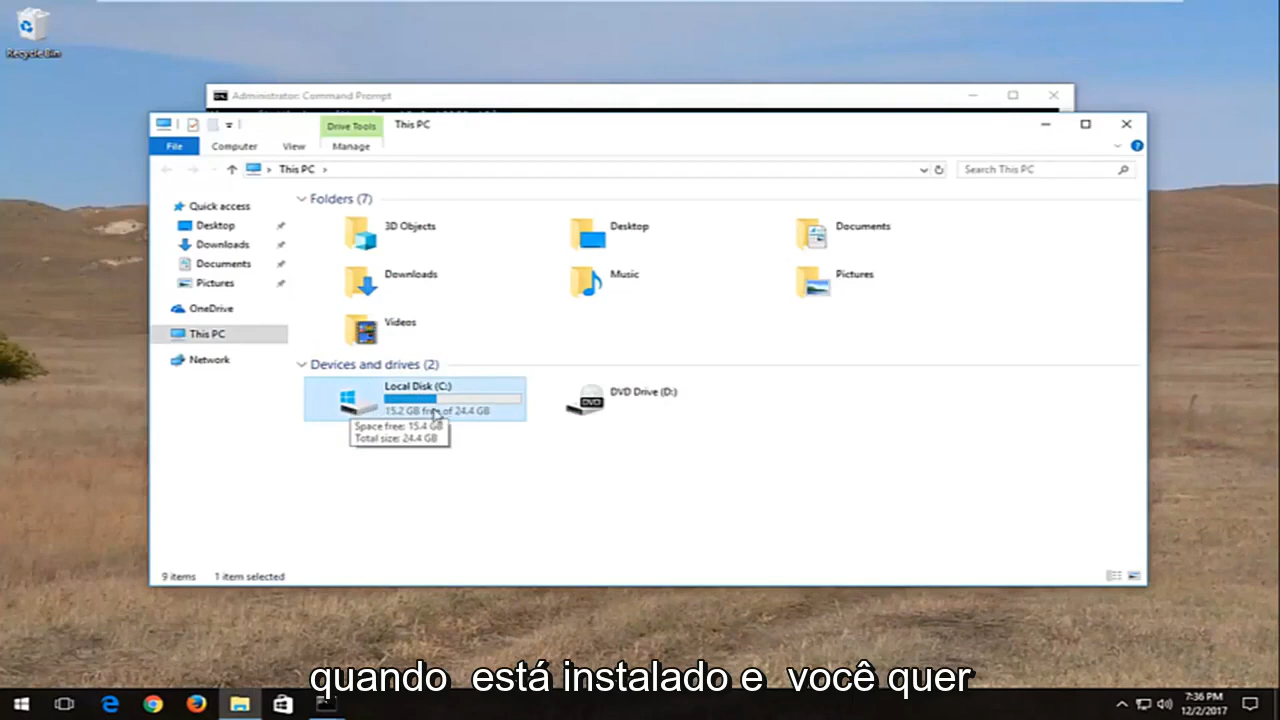 Recycle Bin
Administrator: Command Prompt
Drive Tools
This PC
File
Computer
View
Manage
This PC
Search This PC
Quick access
Desktop
Downloads
Documents
Pictures
OneDrive
This PC
Network
Folders (7)
3D Objects
Desktop
Documents
Downloads
Music
Pictures
Videos
Devices and drives (2)
Local Disk (C:)
15.2 GB free of 24.4 GB
Space free: 15.4 GB
Total size: 24.4 GB
DVD Drive (D:)
DVD
9 items
1 item selected
quando está instalado e você quer
7:36 PM
12/2/2017